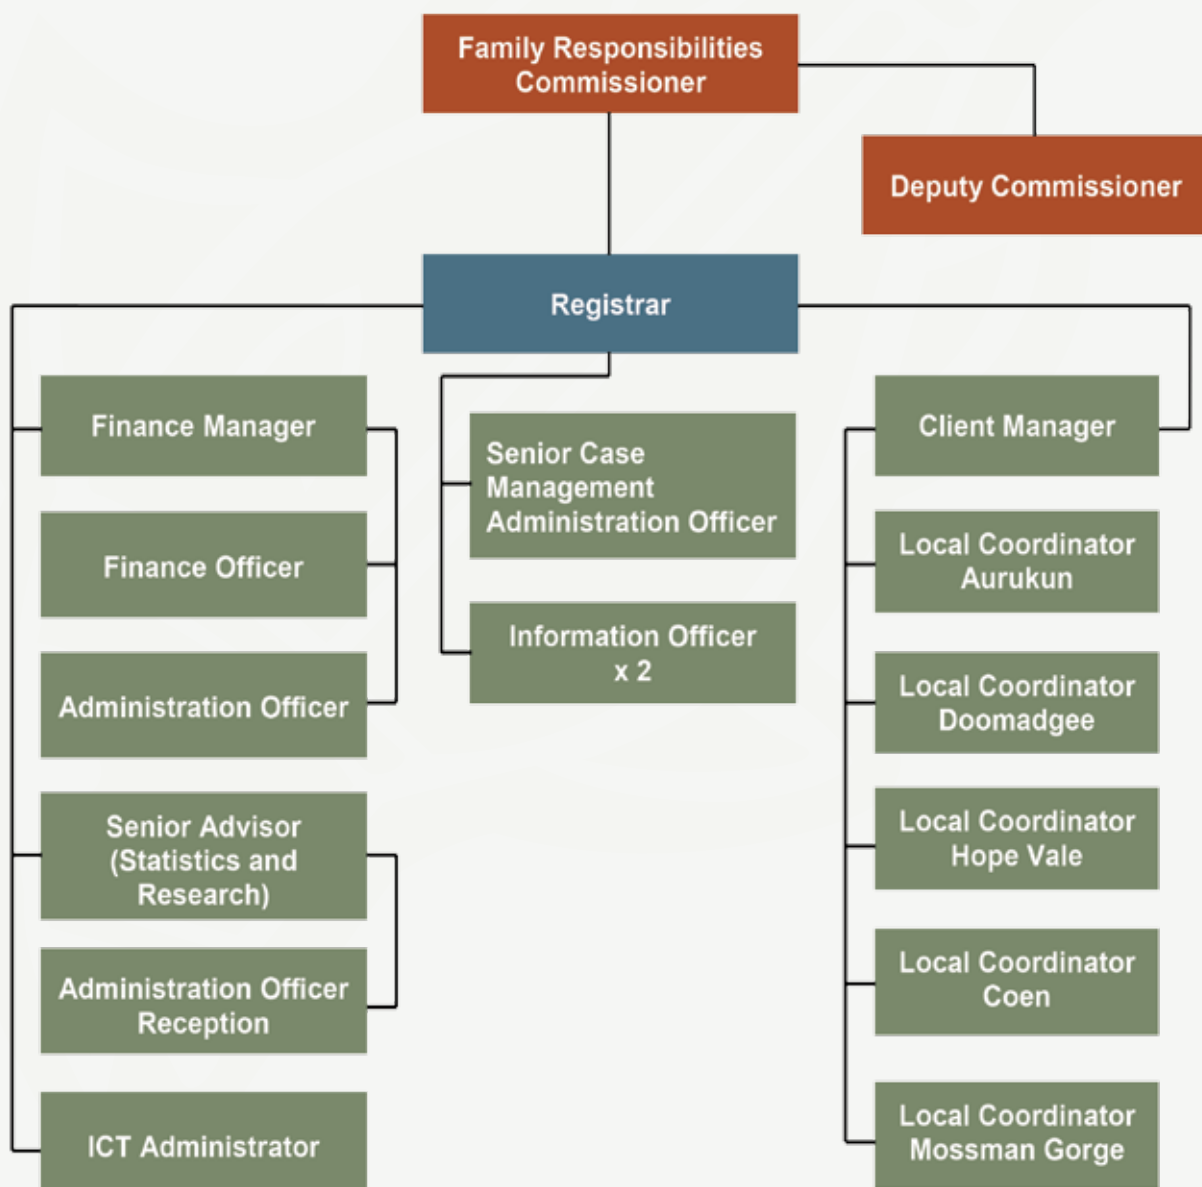 Family Responsibilities
Commissioner
Deputy Commissioner
Registrar
Finance Manager
Finance Officer
Administration Officer
Senior Advisor
(Statistics and
Research)
Administration Officer
Reception
ICT Administrator
Senior Case
Management
Administration Officer
Information Officer
x 2
Client Manager
Local Coordinator
Aurukun
Local Coordinator
Doomadgee
Local Coordinator
Hope Vale
Local Coordinator
Coen
Local Coordinator
Mossman Gorge